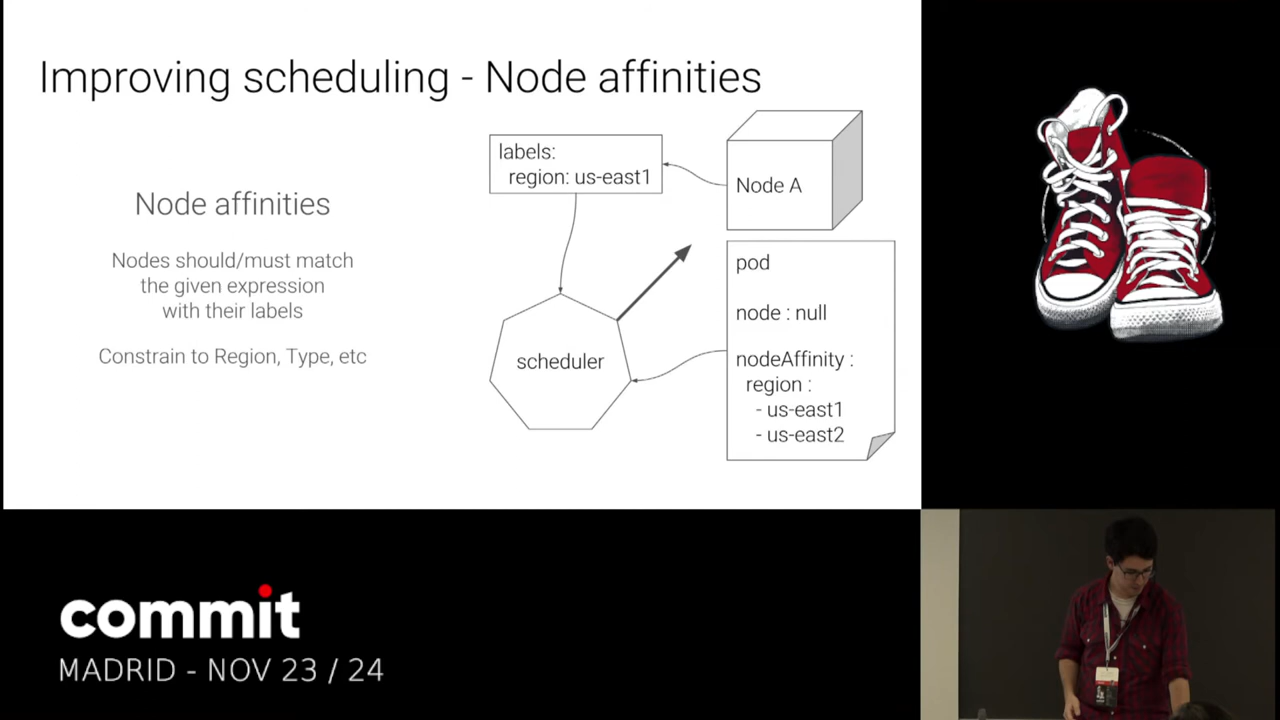 Improving scheduling - Node affinities
Node affinities
Nodes should/must match
the given expression
with their labels
Constrain to Region, Type, etc
labels:
region: us-east1
Node A
scheduler
pod
node : null
nodeAffinity :
region :
- us-east1
- us-east2
commit
MADRID - NOV 23 / 24